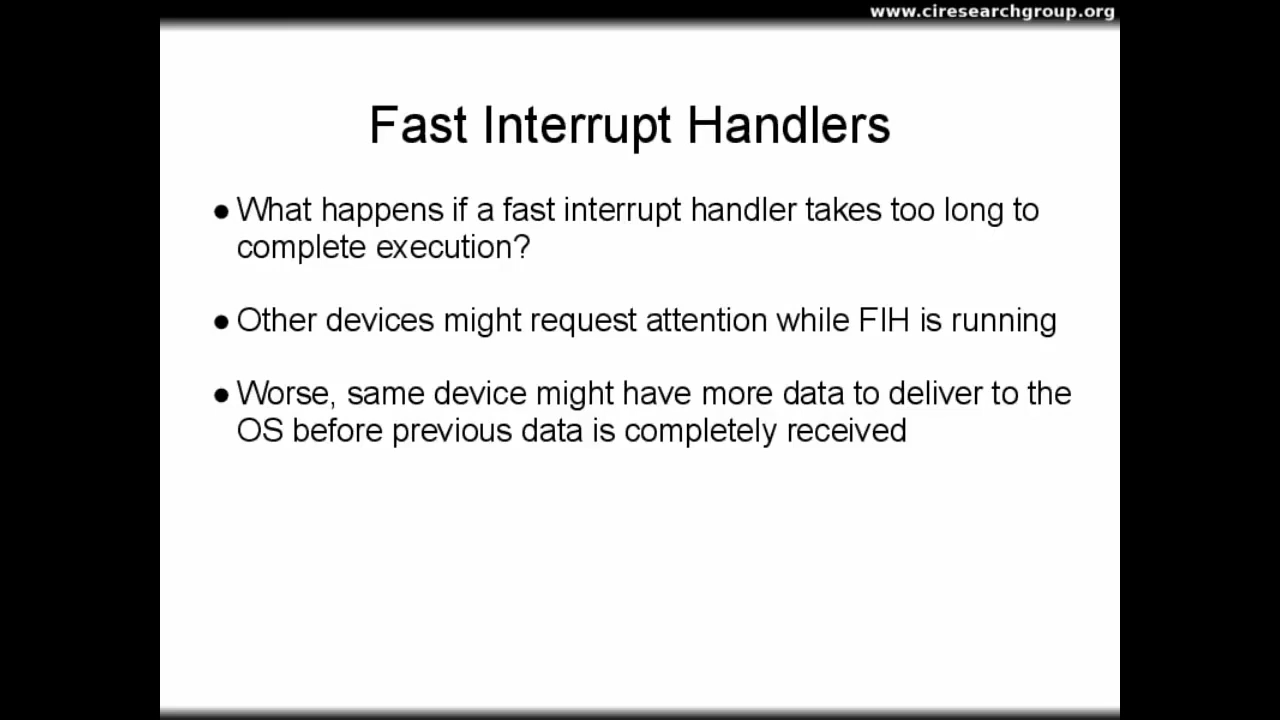 www.ciresearchgroup.org
Fast Interrupt Handlers
●What happens if a fast interrupt handler takes too long to
complete execution?
●Other devices might request attention while FIH is running
●Worse, same device might have more data to deliver to the
OS before previous data is completely received